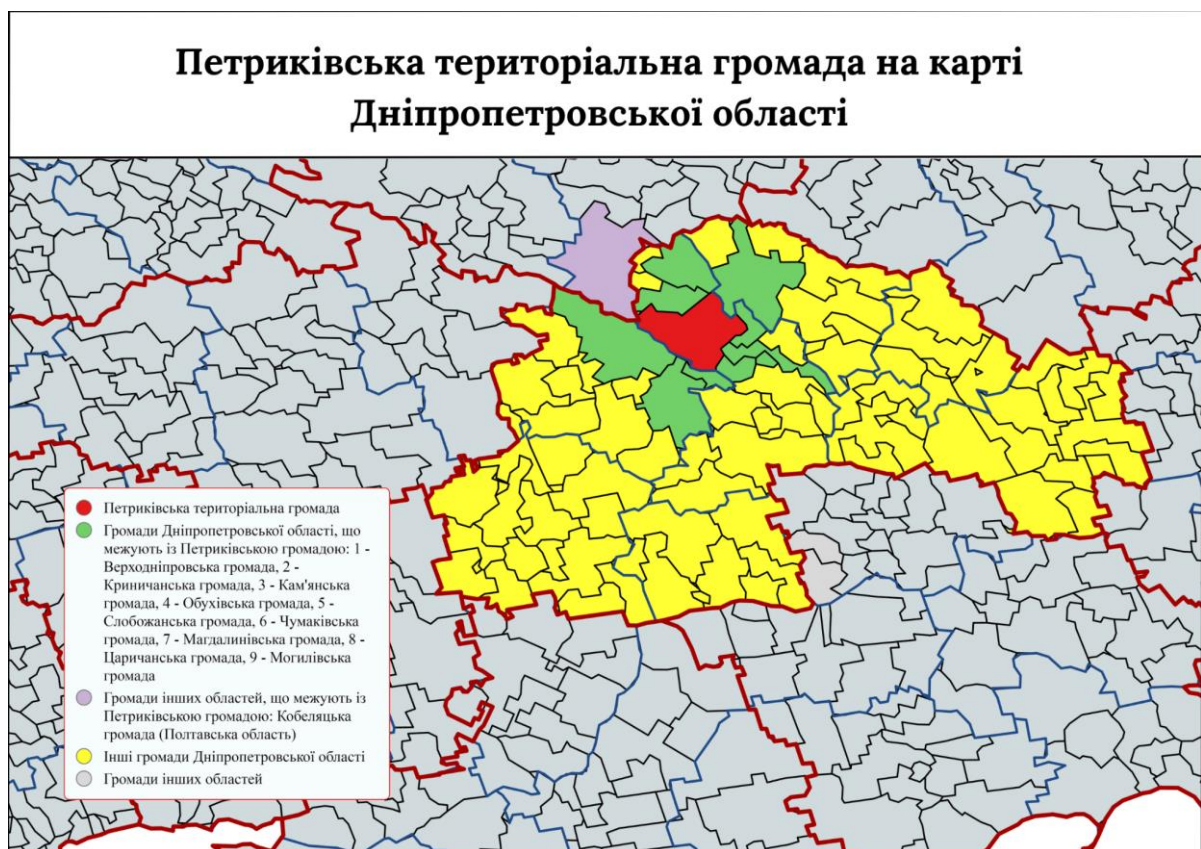 Петриківська територіальна громада на карті
Дніпропетровської області
Петриківська територіальна громада
Громади Дніпропетровської області, що
межують із Петриківською громадою: 1 -
Верходніпровська громада, 2 -
Криничанська громада, 3 - Кам'янська
громада, 4 - Обухівська громада, 5 -
Слобожанська громада, 6 - Чумаківська
громада, 7 - Магдалинівська громада, 8 -
Царичанська громада, 9 - Могилівська
громада
Громади інших областей, що межують із
Петриківською громадою: Кобеляцька
громада (Полтавська область)
Інші громади Дніпропетровської області
Громади інших областей